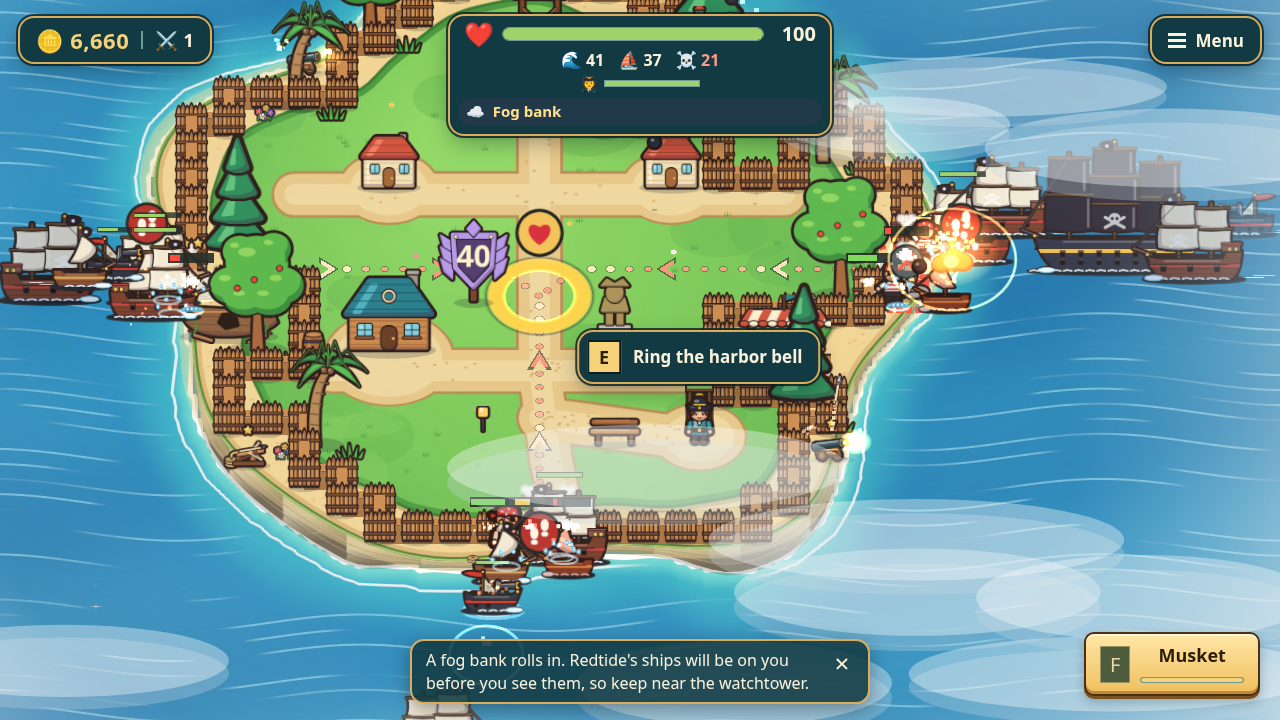 6,660
1
100
41
37
21
Fog bank
Menu
40
E
Ring the harbor bell
A fog bank rolls in. Redtide's ships will be on you
before you see them, so keep near the watchtower.
F
Musket